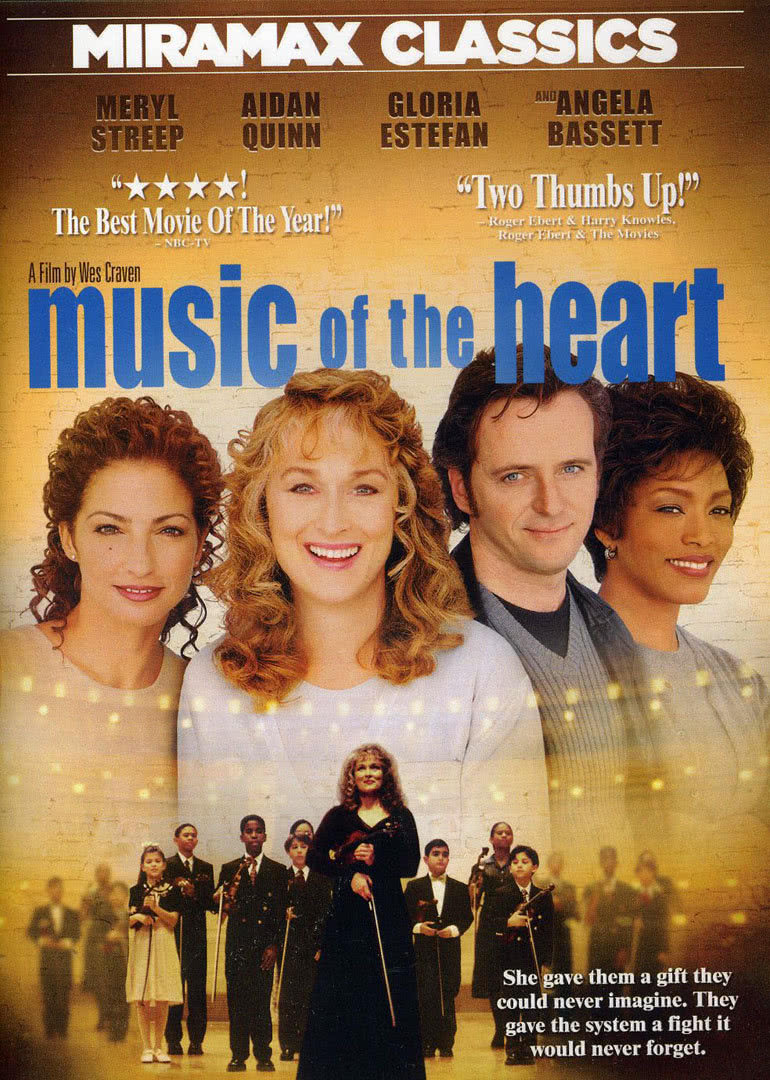 MIRAMAX CLASSICS
MERYL STREEP
AIDAN QUINN
GLORIA ESTEFAN
AND ANGELA BASSETT
“★★★★!
The Best Movie Of The Year!”
– NBC-TV
“Two Thumbs Up!”
– Roger Ebert & Harry Knowles,
Roger Ebert & The Movies
A Film by Wes Craven
music of the heart
She gave them a gift they
could never imagine. They
gave the system a fight it
would never forget.